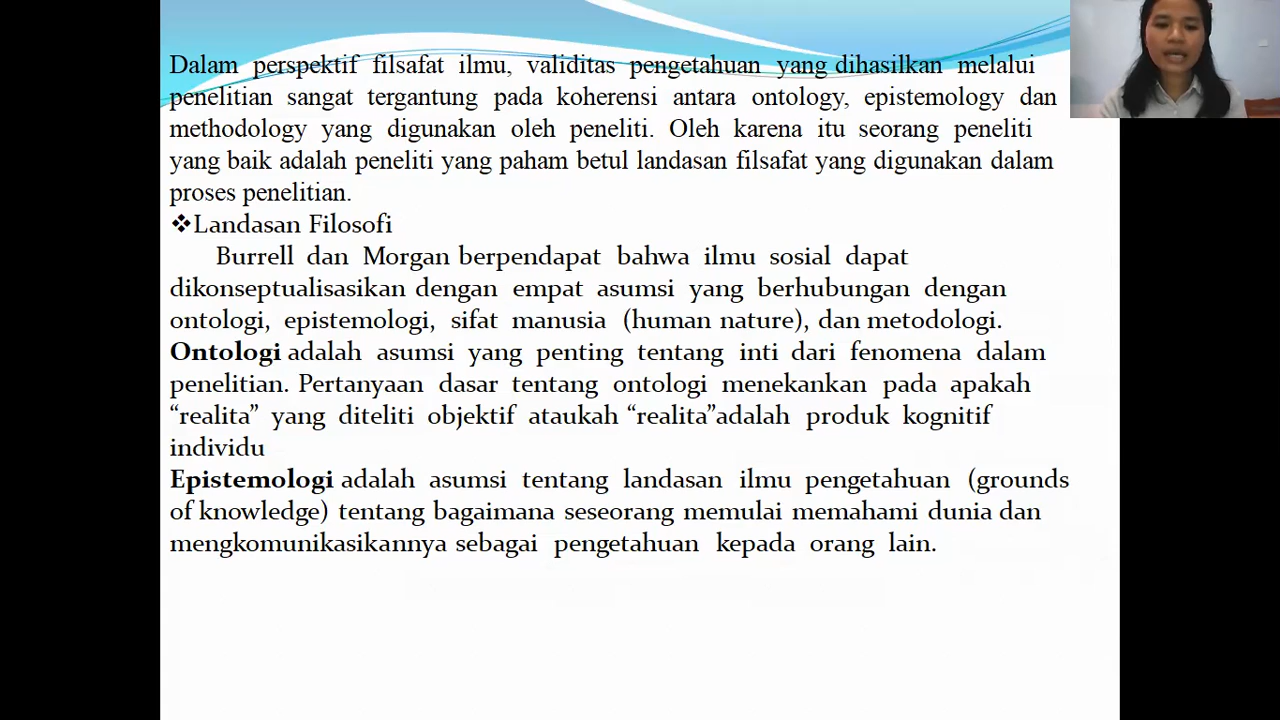 Dalam perspektif filsafat ilmu, validitas pengetahuan yang dihasilkan melalui
penelitian sangat tergantung pada koherensi antara ontology, epistemology dan
methodology yang digunakan oleh peneliti. Oleh karena itu seorang peneliti
yang baik adalah peneliti yang paham betul landasan filsafat yang digunakan dalam
proses penelitian.
❖Landasan Filosofi
Burrell dan Morgan berpendapat bahwa ilmu sosial dapat
dikonseptualisasikan dengan empat asumsi yang berhubungan dengan
ontologi, epistemologi, sifat manusia (human nature), dan metodologi.
Ontologi adalah asumsi yang penting tentang inti dari fenomena dalam
penelitian. Pertanyaan dasar tentang ontologi menekankan pada apakah
“realita” yang diteliti objektif ataukah “realita”adalah produk kognitif
individu
Epistemologi adalah asumsi tentang landasan ilmu pengetahuan (grounds
of knowledge) tentang bagaimana seseorang memulai memahami dunia dan
mengkomunikasikannya sebagai pengetahuan kepada orang lain.